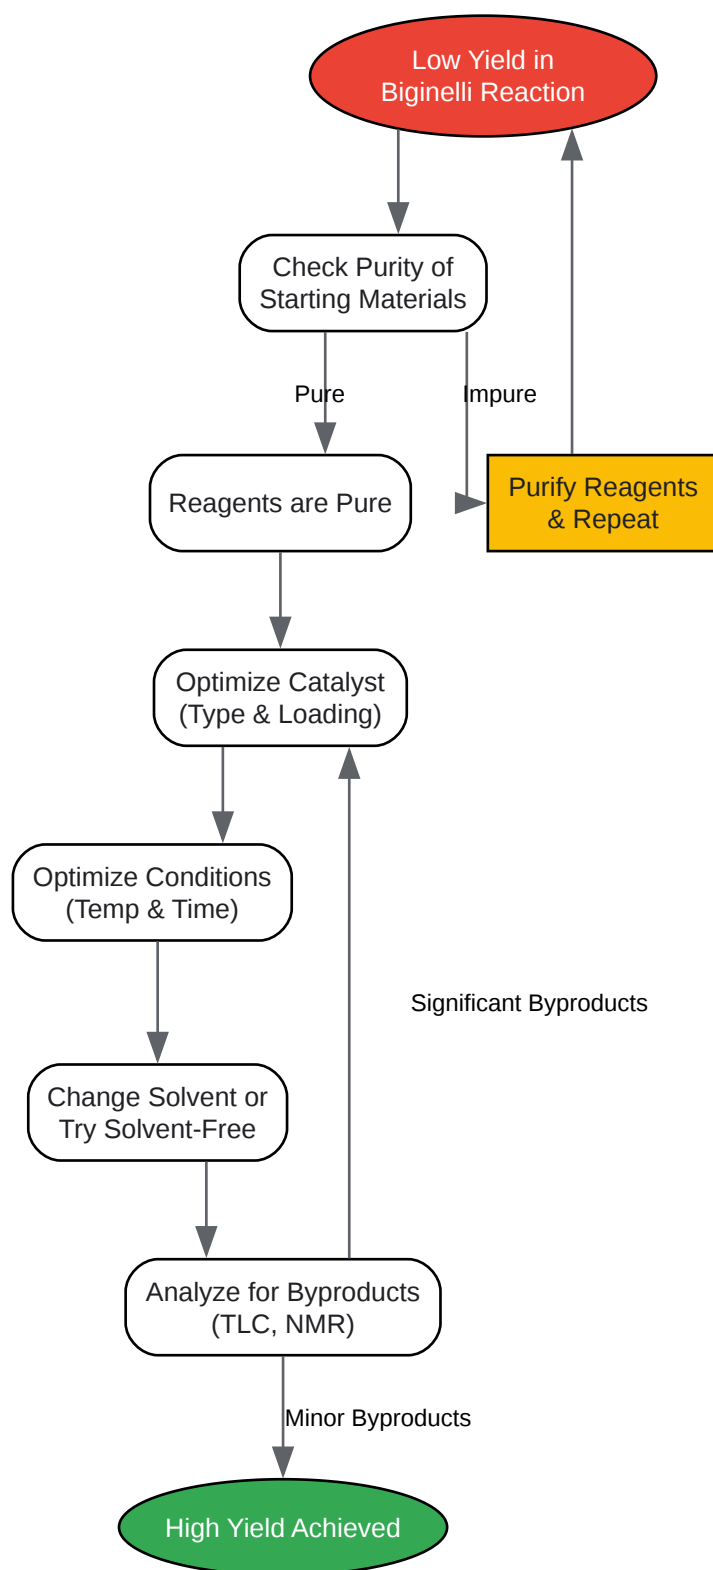 Low Yield in
Biginelli Reaction
Check Purity of
Starting Materials
Pure
Impure
Reagents are Pure
Purify Reagents
& Repeat
Optimize Catalyst
(Type & Loading)
Optimize Conditions
(Temp & Time)
Significant Byproducts
Change Solvent or
Try Solvent-Free
Analyze for Byproducts
(TLC, NMR)
Minor Byproducts
High Yield Achieved